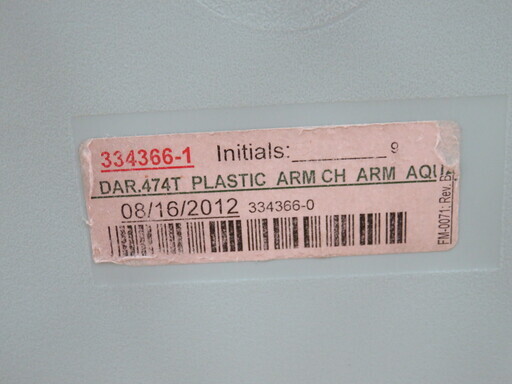 334366-1 Initials:________ 9
DAR.474T PLASTIC ARM CH ARM AQU
08/16/2012 334366-0
FM-0071: Rev.